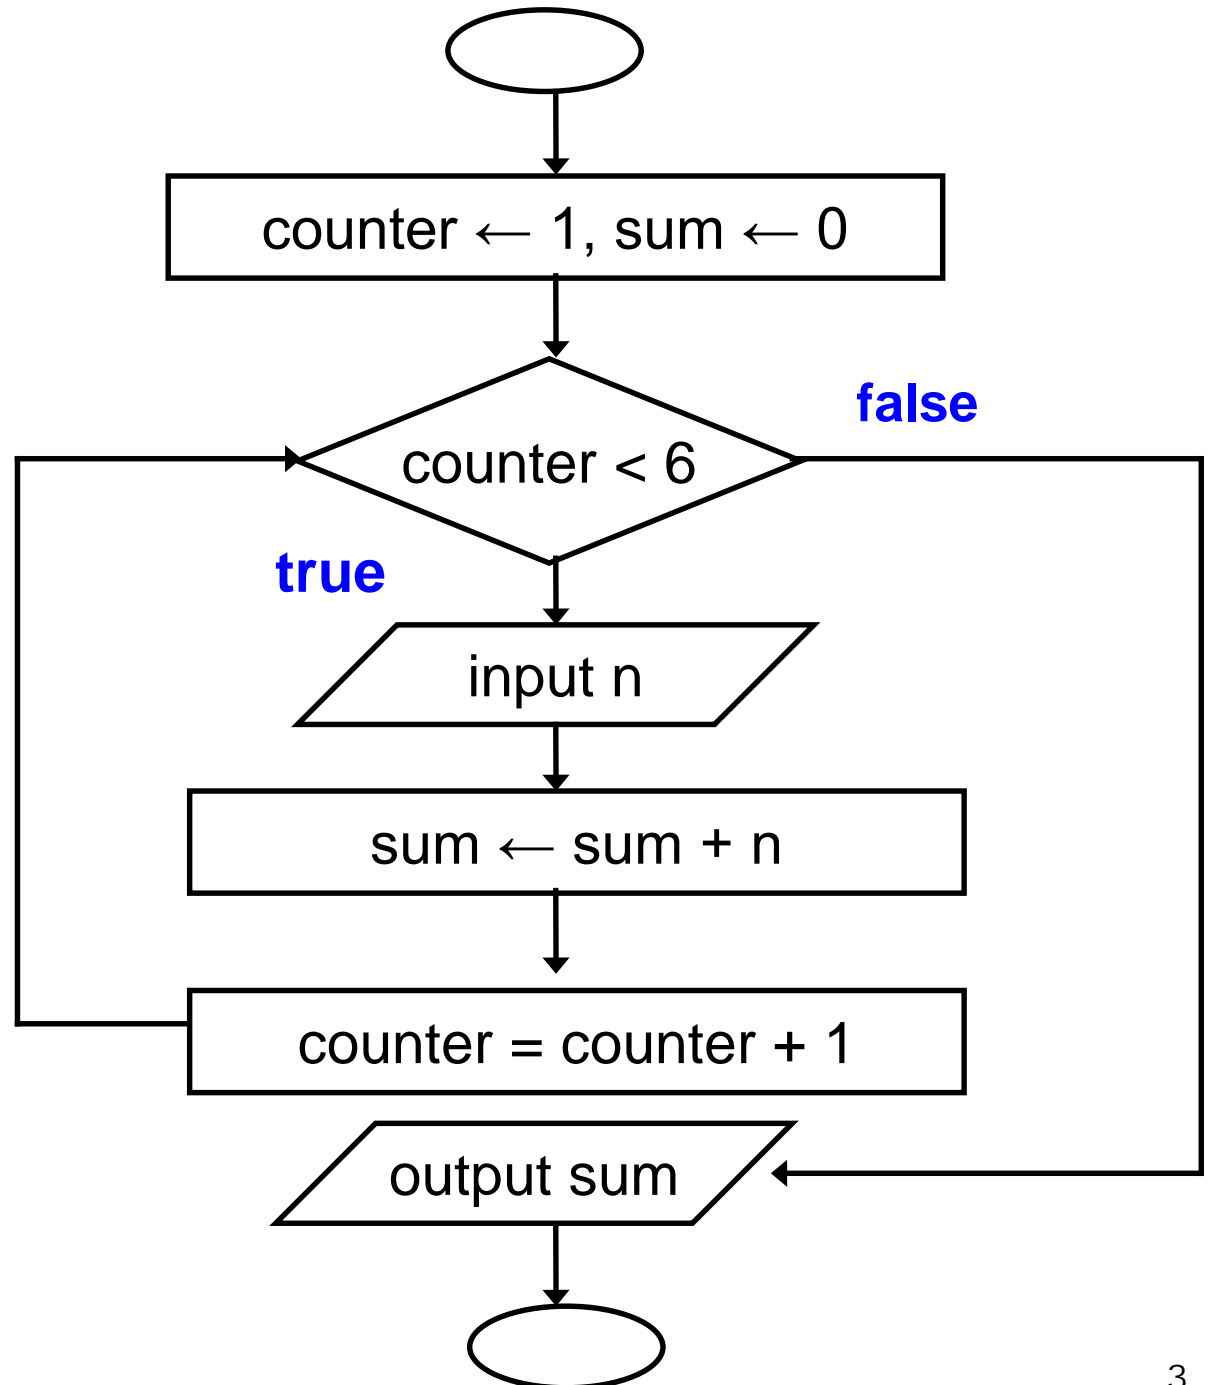 counter ← 1, sum ← 0
false
counter < 6
true
input n
sum ← sum + n
counter = counter + 1
output sum
3